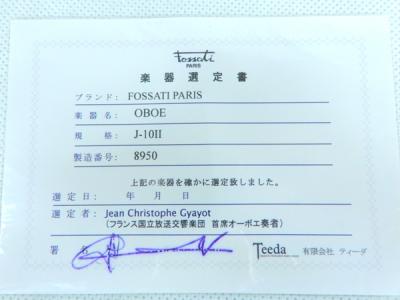 Fossati
PARIS
楽器選定書
ブランド: FOSSATI PARIS
楽器名: OBOE
規格: J-10II
製造番号: 8950
上記の楽器を確かに選定致しました。
選定日: 年 月 日
選定者: Jean Christophe Gyayot
(フランス国立放送交響楽団 首席オーボエ奏者)
署名
Teeda 有限会社 ティーダ